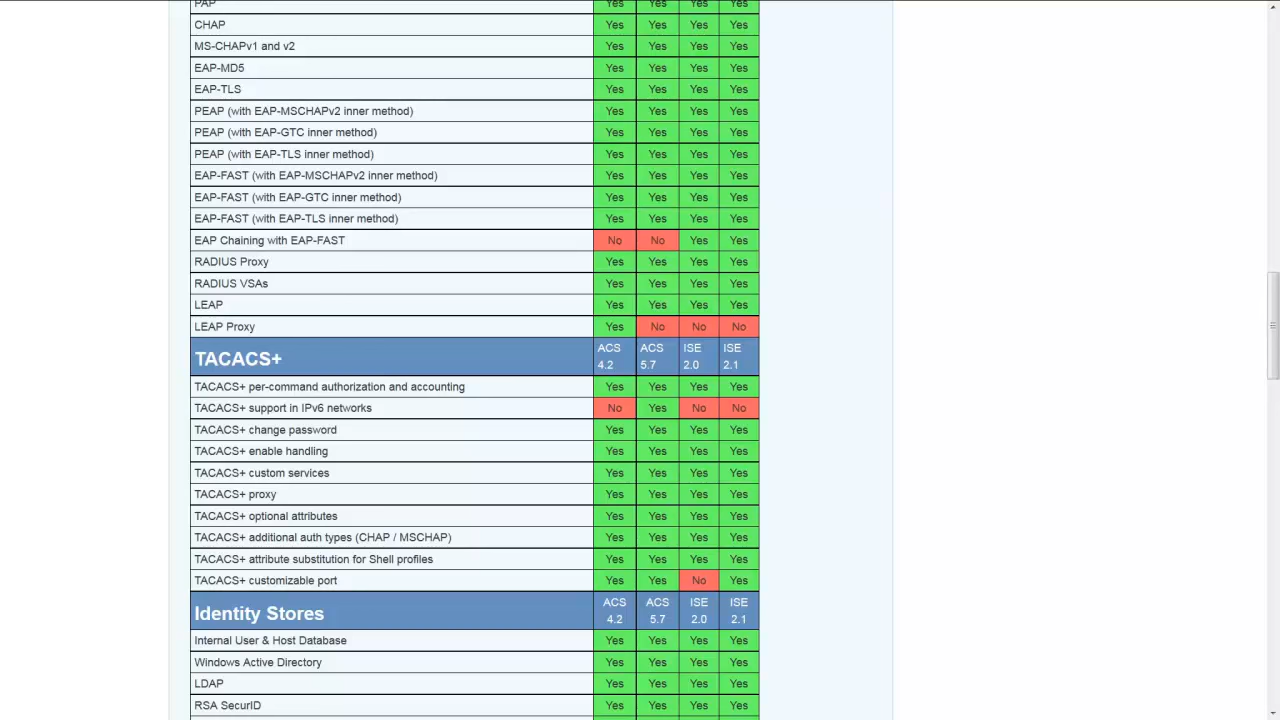 PAP Yes Yes Yes Yes
CHAP Yes Yes Yes Yes
MS-CHAPv1 and v2 Yes Yes Yes Yes
EAP-MD5 Yes Yes Yes Yes
EAP-TLS Yes Yes Yes Yes
PEAP (with EAP-MSCHAPv2 inner method) Yes Yes Yes Yes
PEAP (with EAP-GTC inner method) Yes Yes Yes Yes
PEAP (with EAP-TLS inner method) Yes Yes Yes Yes
EAP-FAST (with EAP-MSCHAPv2 inner method) Yes Yes Yes Yes
EAP-FAST (with EAP-GTC inner method) Yes Yes Yes Yes
EAP-FAST (with EAP-TLS inner method) Yes Yes Yes Yes
EAP Chaining with EAP-FAST No No Yes Yes
RADIUS Proxy Yes Yes Yes Yes
RADIUS VSAs Yes Yes Yes Yes
LEAP Yes Yes Yes Yes
LEAP Proxy Yes No No No
TACACS+ ACS 4.2 ACS 5.7 ISE 2.0 ISE 2.1
TACACS+ per-command authorization and accounting Yes Yes Yes Yes
TACACS+ support in IPv6 networks No Yes No No
TACACS+ change password Yes Yes Yes Yes
TACACS+ enable handling Yes Yes Yes Yes
TACACS+ custom services Yes Yes Yes Yes
TACACS+ proxy Yes Yes Yes Yes
TACACS+ optional attributes Yes Yes Yes Yes
TACACS+ additional auth types (CHAP / MSCHAP) Yes Yes Yes Yes
TACACS+ attribute substitution for Shell profiles Yes Yes Yes Yes
TACACS+ customizable port Yes Yes No Yes
Identity Stores ACS 4.2 ACS 5.7 ISE 2.0 ISE 2.1
Internal User & Host Database Yes Yes Yes Yes
Windows Active Directory Yes Yes Yes Yes
LDAP Yes Yes Yes Yes
RSA SecurID Yes Yes Yes Yes